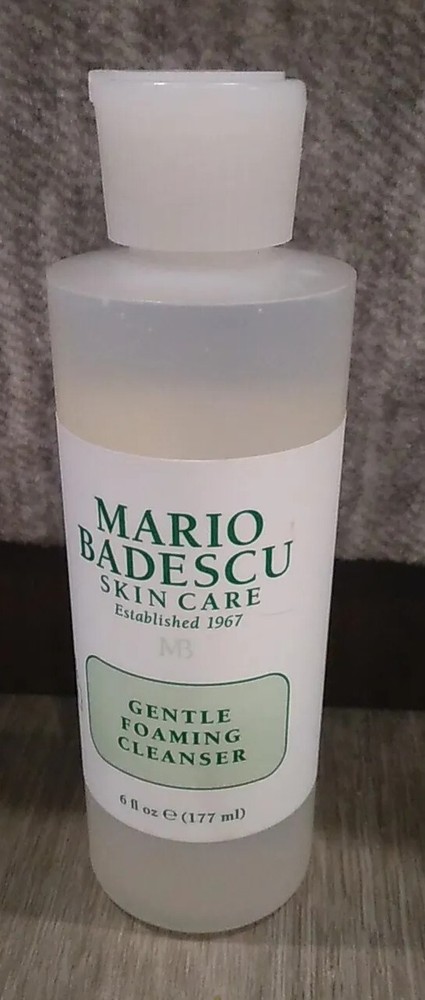 MARIO
BADESCU
SKIN CARE
Established 1967
MB
GENTLE
FOAMING
CLEANSER
6 fl oz ℮ (177 ml)